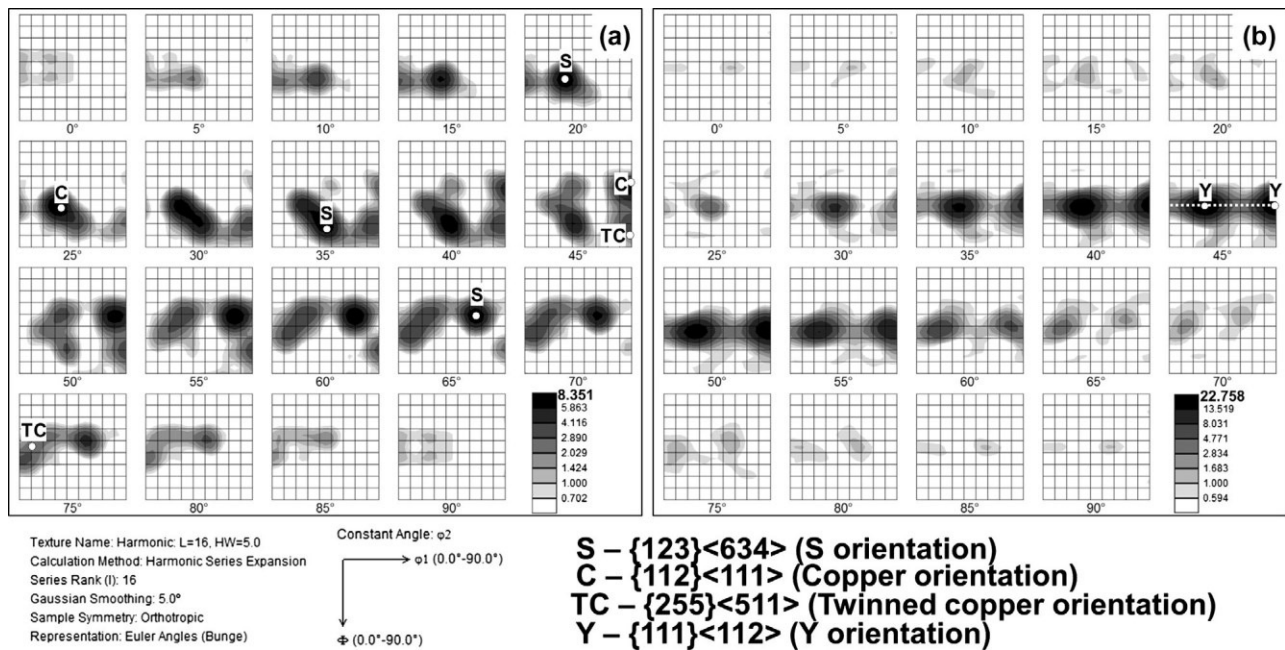 (a)
S
0° 5° 10° 15° 20°
C S C TC
25° 30° 35° 40° 45°
S
50° 55° 60° 65° 70°
TC
75° 80° 85° 90°
8.351
5.863
4.116
2.890
2.029
1.424
1.000
0.702
(b)
0° 5° 10° 15° 20°
Y Y
25° 30° 35° 40° 45°
50° 55° 60° 65° 70°
75° 80° 85° 90°
22.758
13.519
8.031
4.771
2.834
1.683
1.000
0.594
Texture Name: Harmonic: L=16, HW=5.0
Calculation Method: Harmonic Series Expansion
Series Rank (l): 16
Gaussian Smoothing: 5.0°
Sample Symmetry: Orthotropic
Representation: Euler Angles (Bunge)
Constant Angle: φ2
φ1 (0.0°-90.0°)
Φ (0.0°-90.0°)
S – {123}<634> (S orientation)
C – {112}<111> (Copper orientation)
TC – {255}<511> (Twinned copper orientation)
Y – {111}<112> (Y orientation)